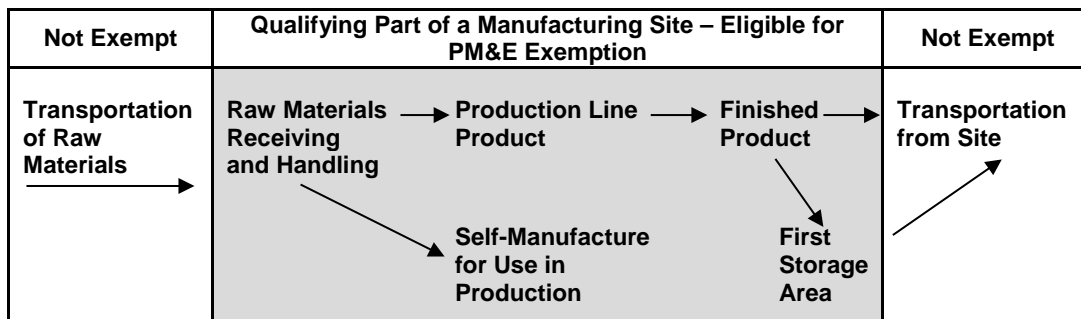 Not Exempt
Qualifying Part of a Manufacturing Site – Eligible for
PM&E Exemption
Not Exempt
Transportation
of Raw
Materials
Raw Materials
Receiving
and Handling
Production Line
Product
Finished
Product
Transportation
from Site
Self-Manufacture
for Use in
Production
First
Storage
Area